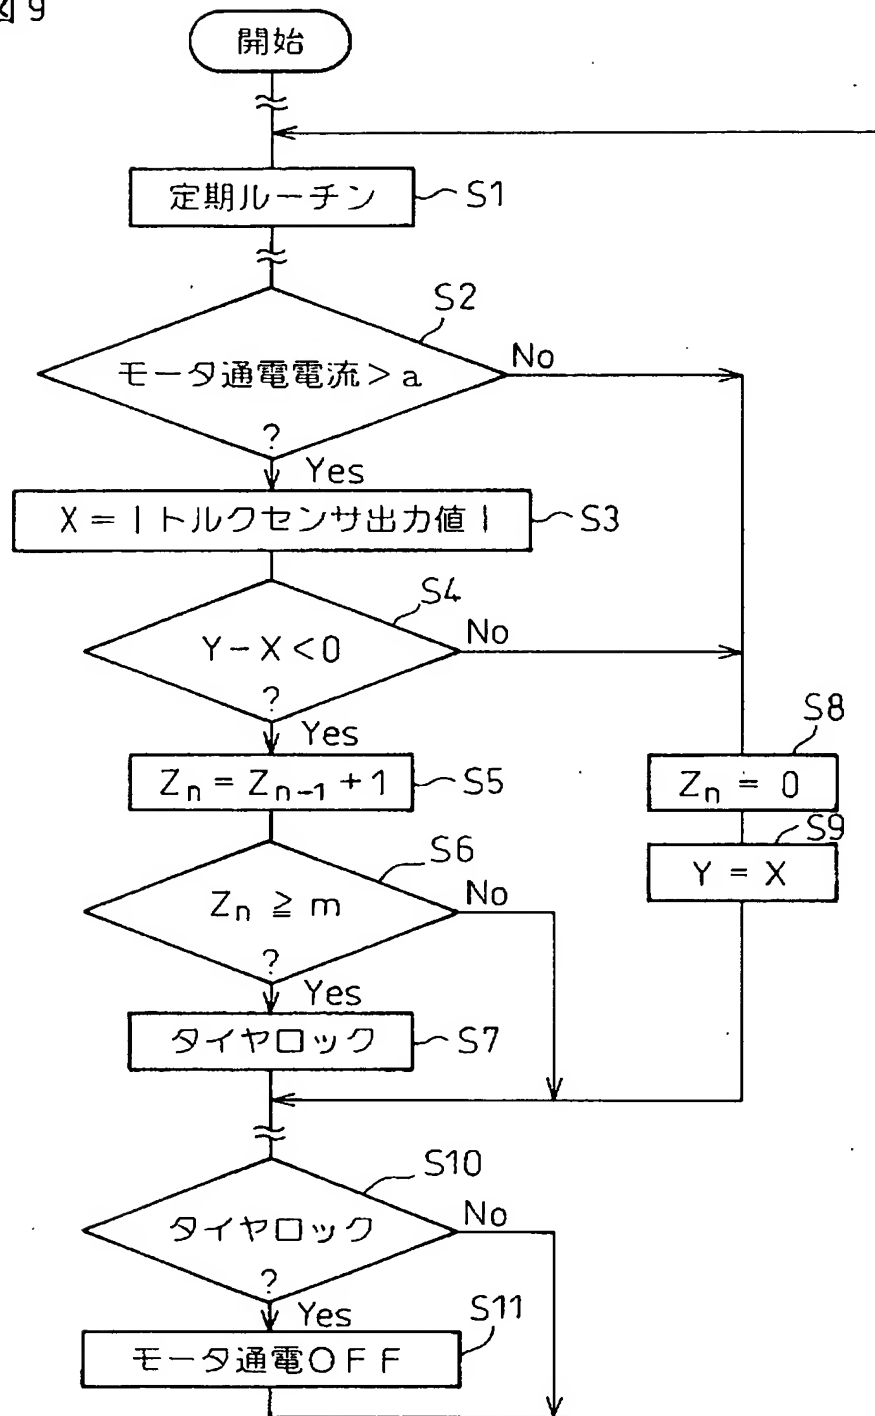 図9
開始
定期ルーチン
S1
S2
モータ通電電流>a
?
No
Yes
X=|トルクセンサ出力値|
S3
S4
Y-X<0
?
No
Yes
Zn=Zn-1+1
S5
S8
Zn = 0
S9
Y = X
S6
Zn ≧ m
?
No
Yes
タイヤロック
S7
S10
タイヤロック
?
No
Yes
S11
モータ通電OFF